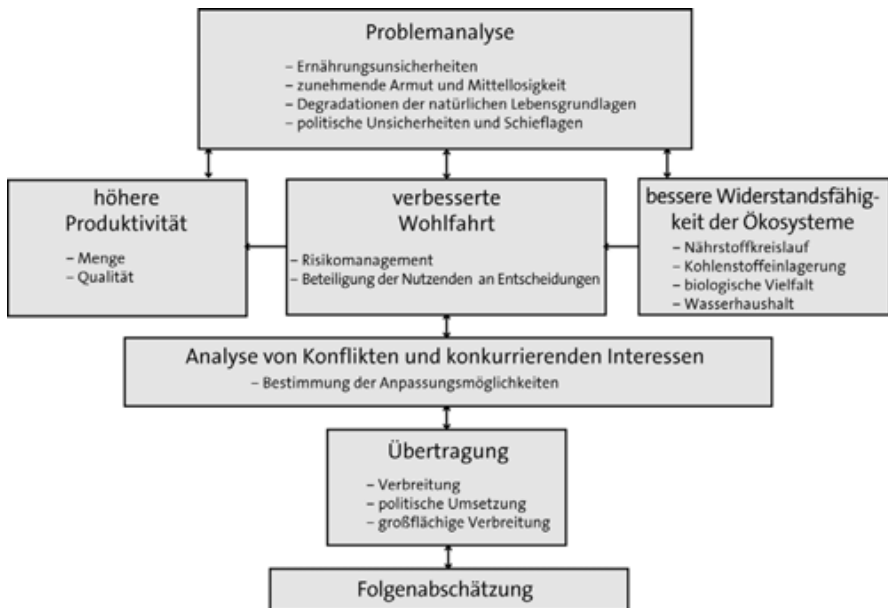 Problemanalyse
– Ernährungsunsicherheiten
– zunehmende Armut und Mittellosigkeit
– Degradationen der natürlichen Lebensgrundlagen
– politische Unsicherheiten und Schieflagen
höhere
Produktivität
– Menge
– Qualität
verbesserte
Wohlfahrt
– Risikomanagement
– Beteiligung der Nutzenden an Entscheidungen
bessere Widerstandsfähig-
keit der Ökosysteme
– Nährstoffkreislauf
– Kohlenstoffeinlagerung
– biologische Vielfalt
– Wasserhaushalt
Analyse von Konflikten und konkurrierenden Interessen
– Bestimmung der Anpassungsmöglichkeiten
Übertragung
– Verbreitung
– politische Umsetzung
– großflächige Verbreitung
Folgenabschätzung